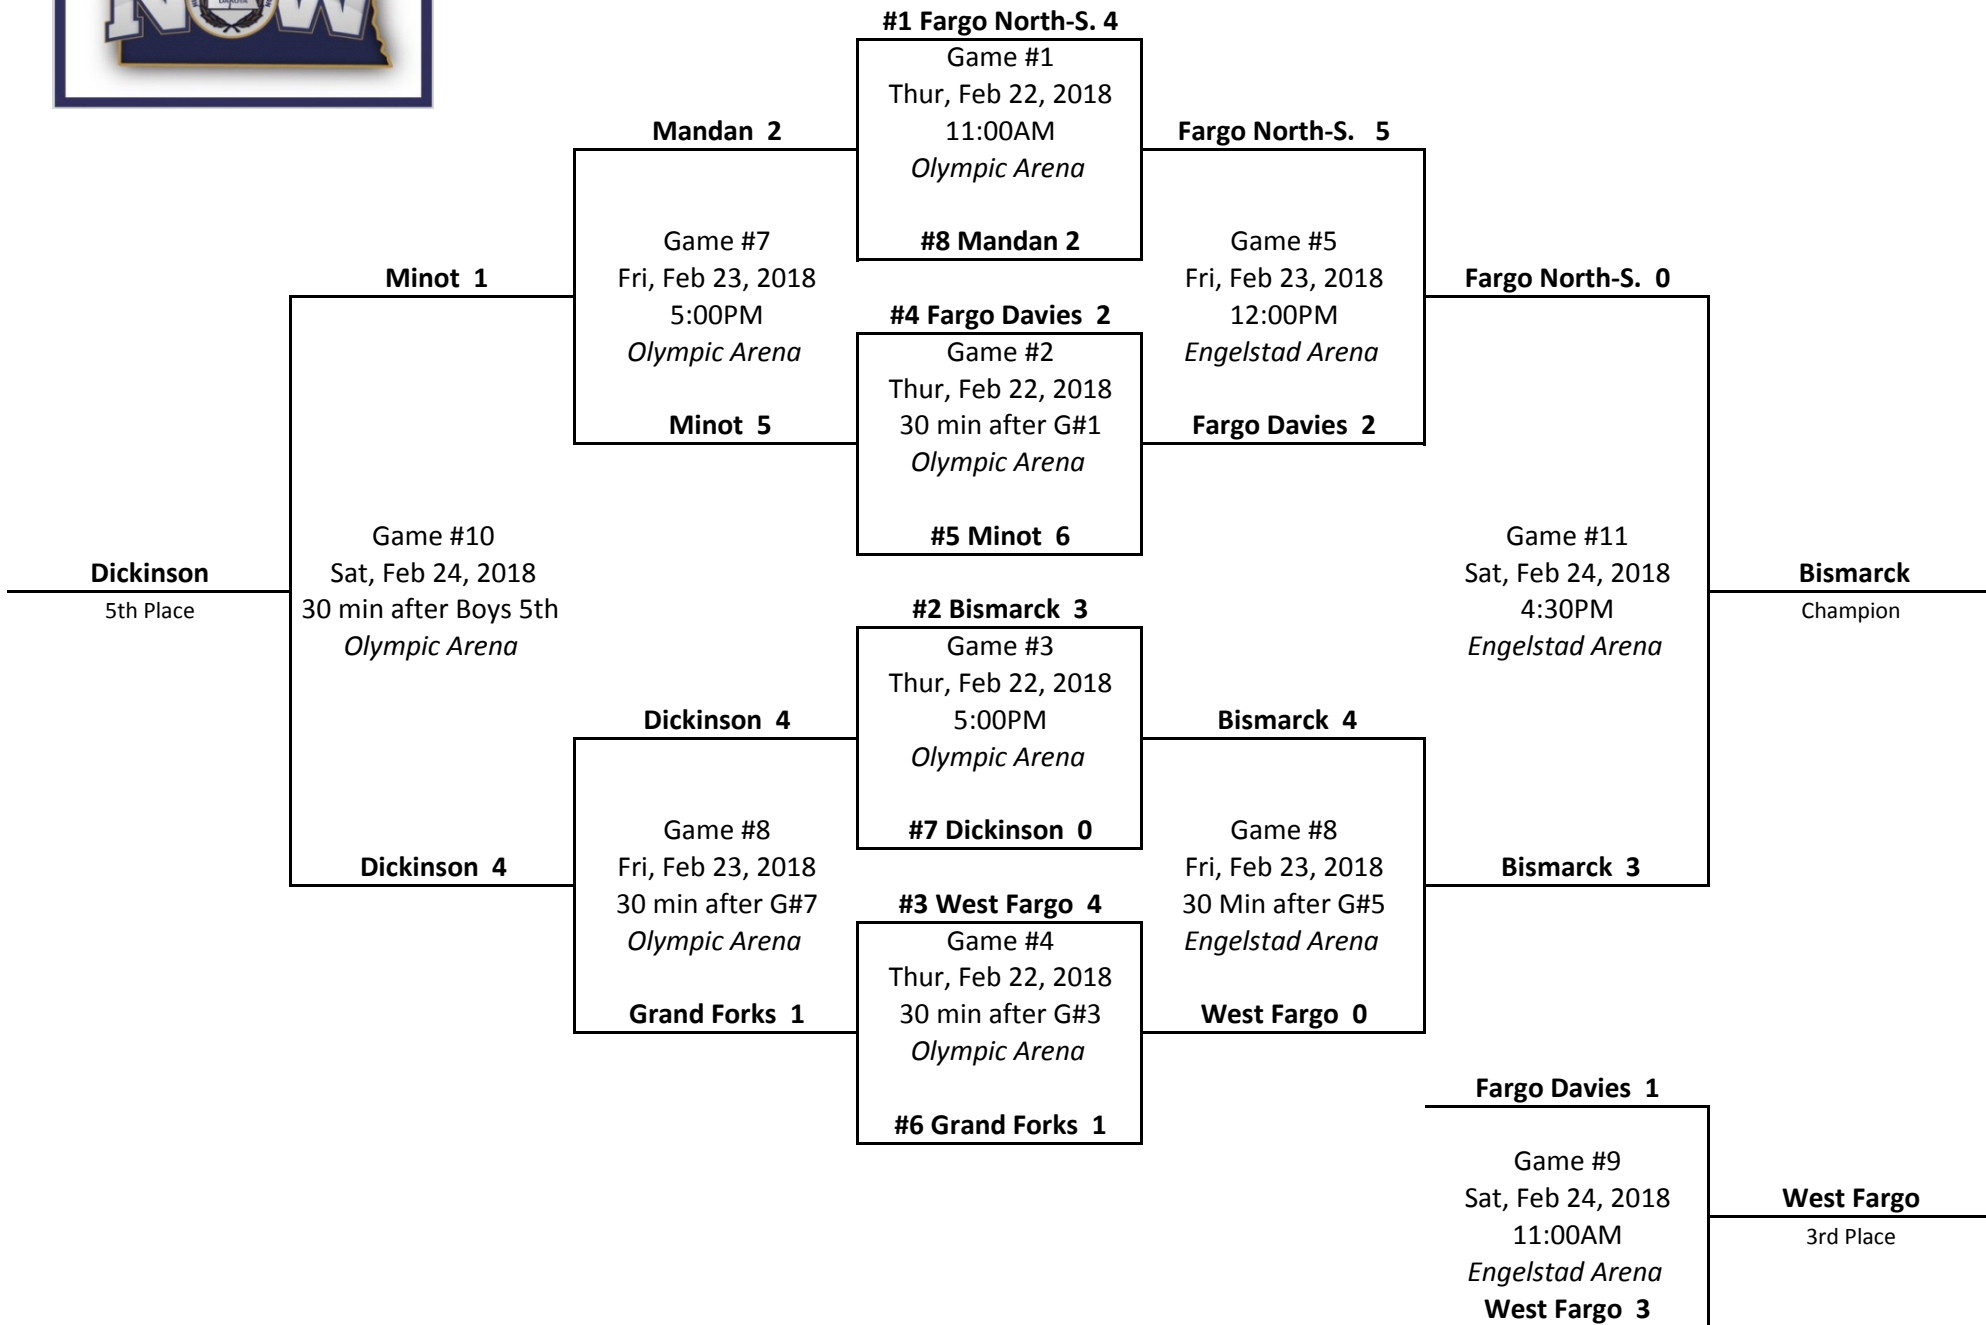 NOW
DAKOTA
#1 Fargo North-S. 4
Game #1
Thur, Feb 22, 2018
11:00AM
Olympic Arena
#8 Mandan 2
Mandan 2
Fargo North-S. 5
Game #7
Fri, Feb 23, 2018
5:00PM
Olympic Arena
Game #5
Fri, Feb 23, 2018
12:00PM
Engelstad Arena
Minot 1
Fargo North-S. 0
#4 Fargo Davies 2
Game #2
Thur, Feb 22, 2018
30 min after G#1
Olympic Arena
#5 Minot 6
Minot 5
Fargo Davies 2
Game #10
Sat, Feb 24, 2018
30 min after Boys 5th
Olympic Arena
Game #11
Sat, Feb 24, 2018
4:30PM
Engelstad Arena
Dickinson
5th Place
Bismarck
Champion
#2 Bismarck 3
Game #3
Thur, Feb 22, 2018
5:00PM
Olympic Arena
#7 Dickinson 0
Dickinson 4
Bismarck 4
Game #8
Fri, Feb 23, 2018
30 min after G#7
Olympic Arena
Game #8
Fri, Feb 23, 2018
30 Min after G#5
Engelstad Arena
Dickinson 4
Bismarck 3
#3 West Fargo 4
Game #4
Thur, Feb 22, 2018
30 min after G#3
Olympic Arena
#6 Grand Forks 1
Grand Forks 1
West Fargo 0
Fargo Davies 1
Game #9
Sat, Feb 24, 2018
11:00AM
Engelstad Arena
West Fargo 3
West Fargo
3rd Place